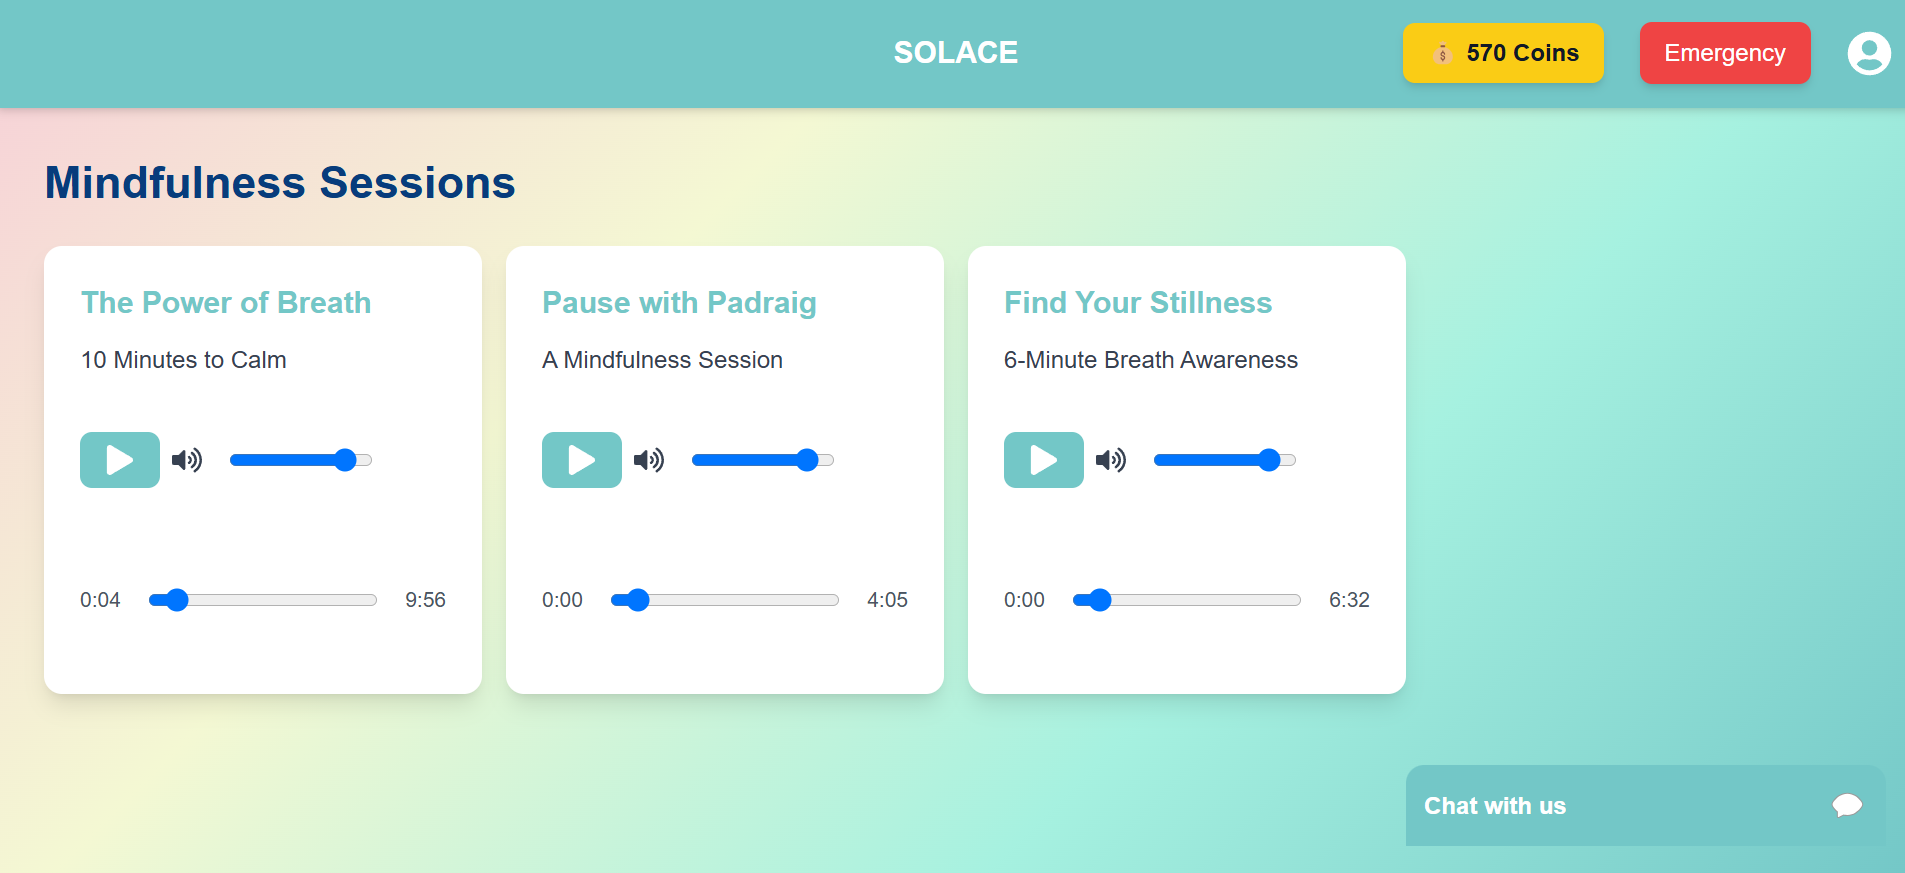 SOLACE
570 Coins
Emergency
Mindfulness Sessions
The Power of Breath
10 Minutes to Calm
0:04
9:56
Pause with Padraig
A Mindfulness Session
0:00
4:05
Find Your Stillness
6-Minute Breath Awareness
0:00
6:32
Chat with us